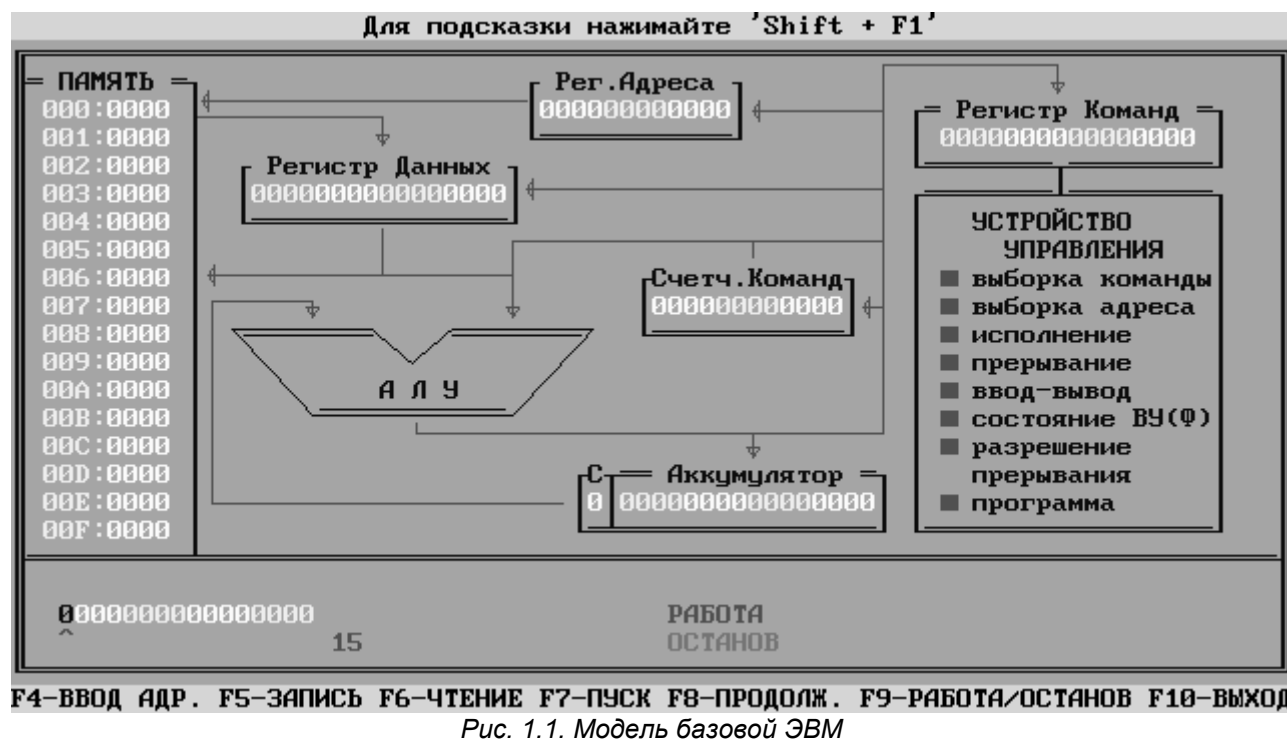 Для подсказки нажимайте 'Shift + F1'
ПАМЯТЬ
000:0000
001:0000
002:0000
003:0000
004:0000
005:0000
006:0000
007:0000
008:0000
009:0000
00A:0000
00B:0000
00C:0000
00D:0000
00E:0000
00F:0000
Рег.Адреса
000000000000
Регистр Команд
0000000000000000
Регистр Данных
0000000000000000
Счетч.Команд
000000000000
УСТРОЙСТВО
УПРАВЛЕНИЯ
выборка команды
выборка адреса
исполнение
прерывание
ввод-вывод
состояние ВУ(Ф)
разрешение
прерывания
программа
А Л У
С Аккумулятор
0 0000000000000000
0000000000000000
^
15
РАБОТА
ОСТАНОВ
F4-ВВОД АДР. F5-ЗАПИСЬ F6-ЧТЕНИЕ F7-ПУСК F8-ПРОДОЛЖ. F9-РАБОТА/ОСТАНОВ F10-ВЫХОД
Рис. 1.1. Модель базовой ЭВМ